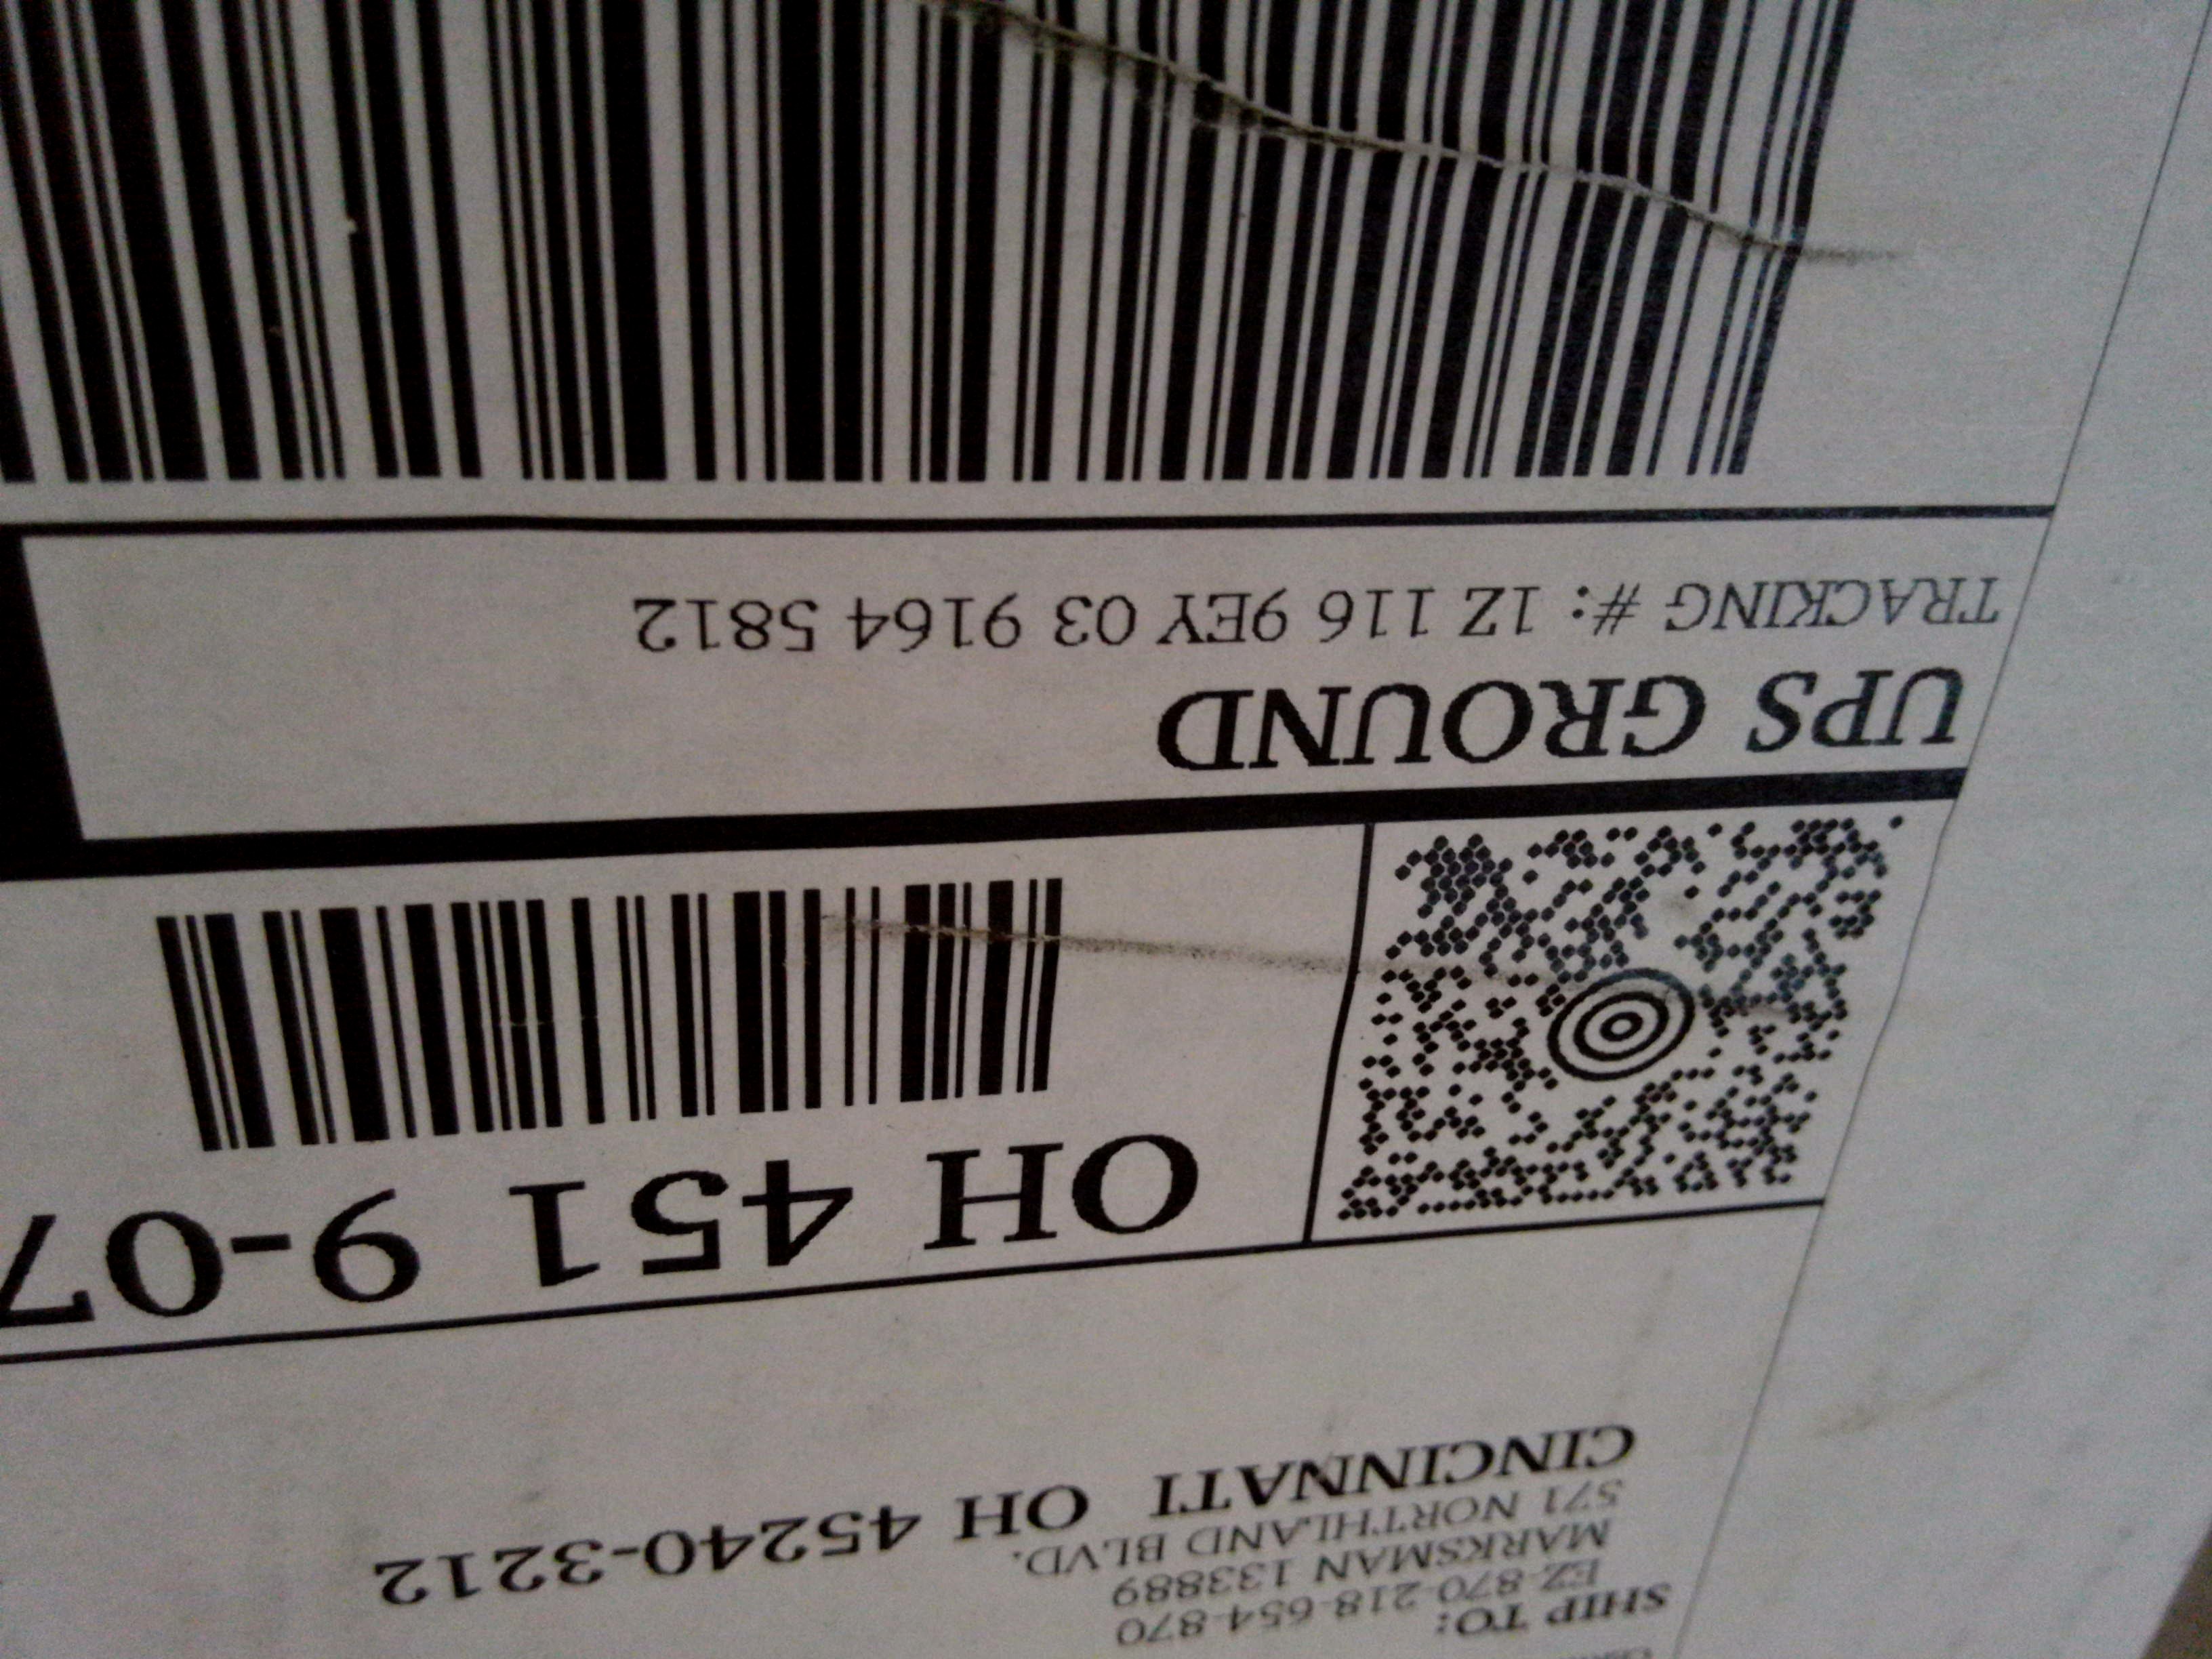 SHIP TO:
EZ-870-218-654-870
MARKSMAN 133889
571 NORTHLAND BLVD.
CINCINNATI OH 45240-3212
OH 451 9-07
UPS GROUND
TRACKING #: 1Z 116 9EY 03 9164 5812